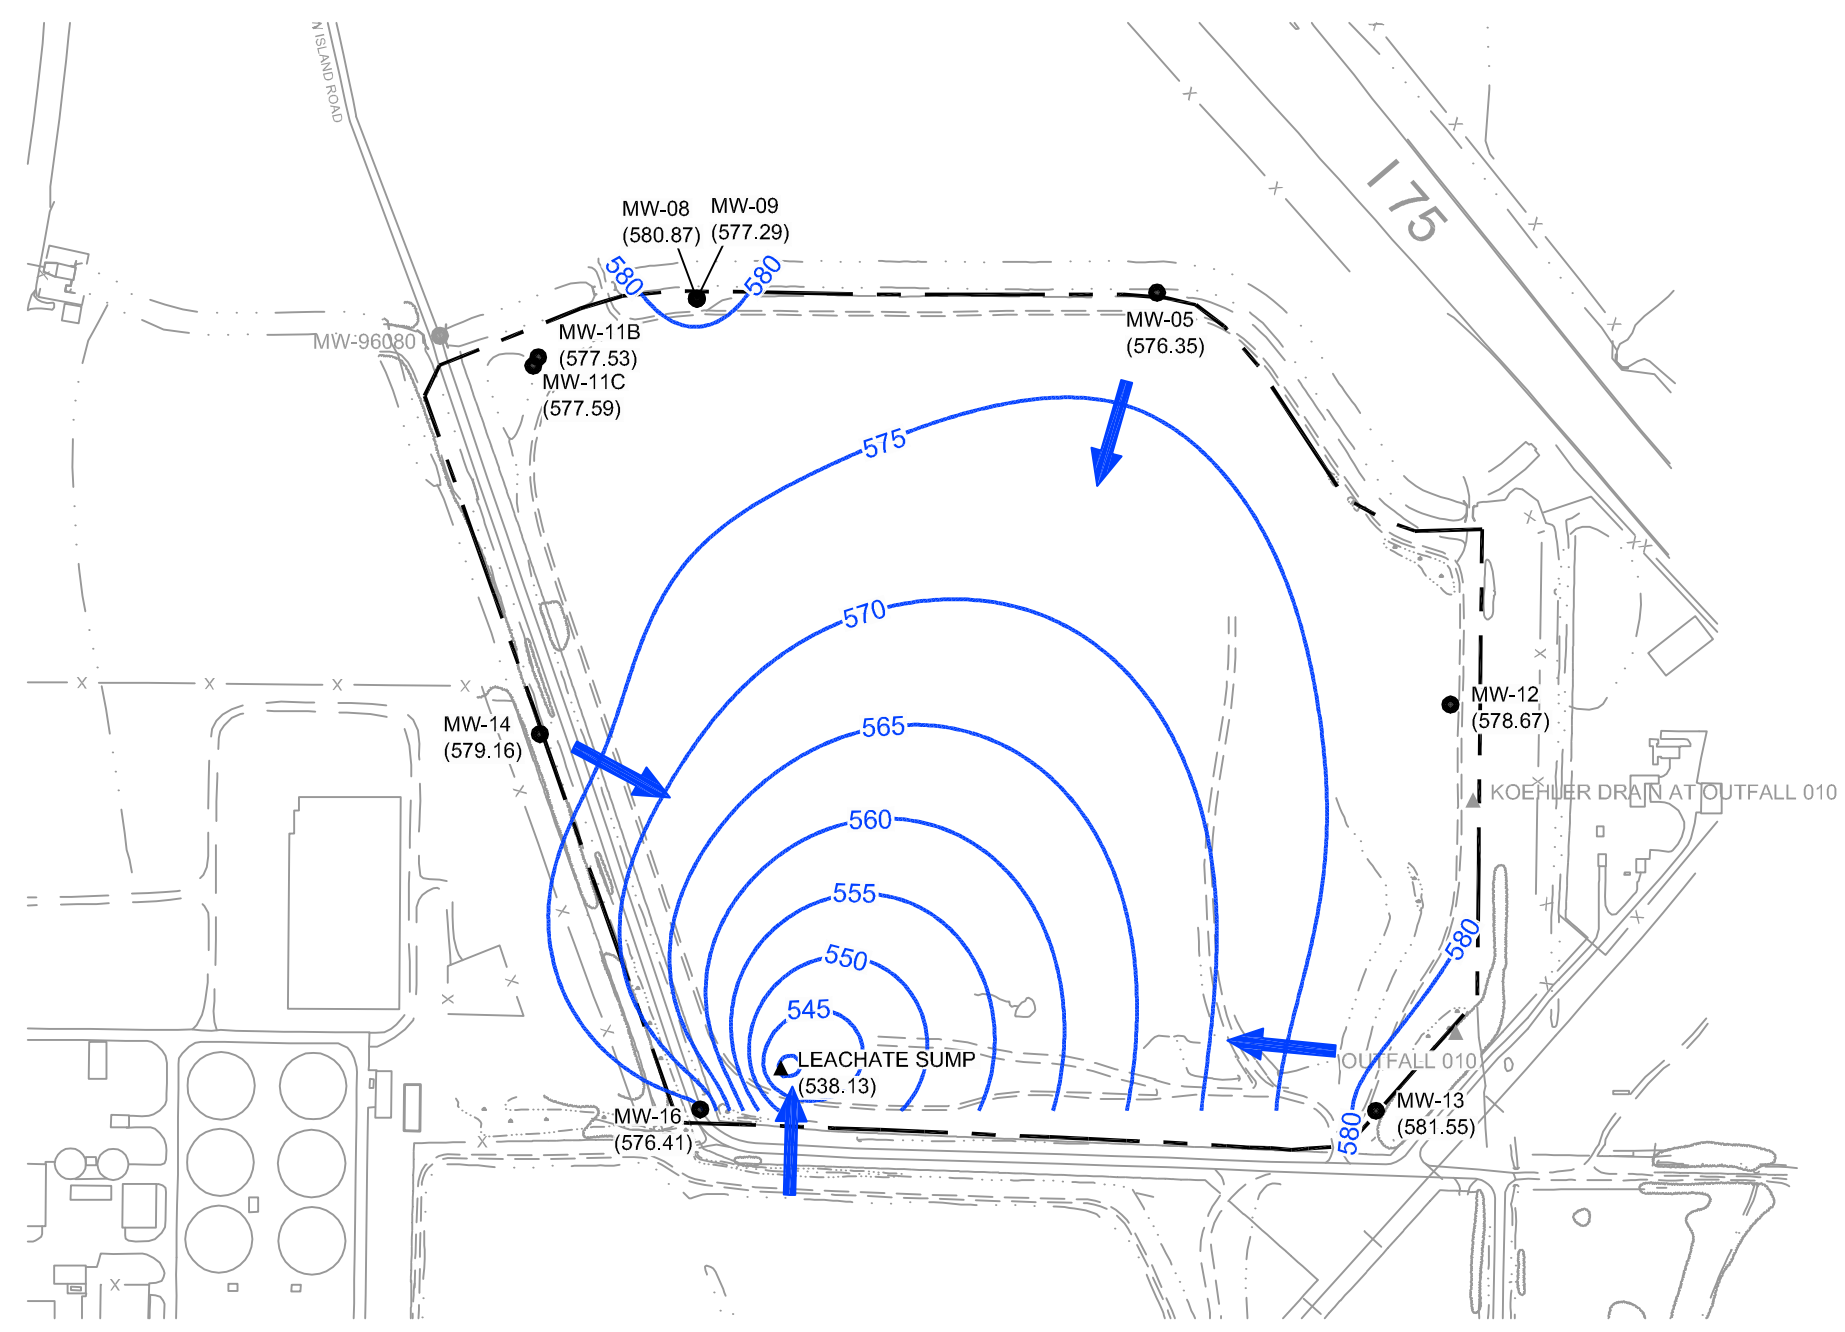 N ISLAND ROAD
I 75
MW-08
(580.87)
MW-09
(577.29)
580
580
MW-05
(576.35)
MW-96080
MW-11B
(577.53)
MW-11C
(577.59)
575
570
MW-12
(578.67)
MW-14
(579.16)
565
KOEHLER DRAIN AT OUTFALL 010
560
555
580
550
545
LEACHATE SUMP
(538.13)
OUTFALL 010
MW-16
(576.41)
MW-13
(581.55)
580